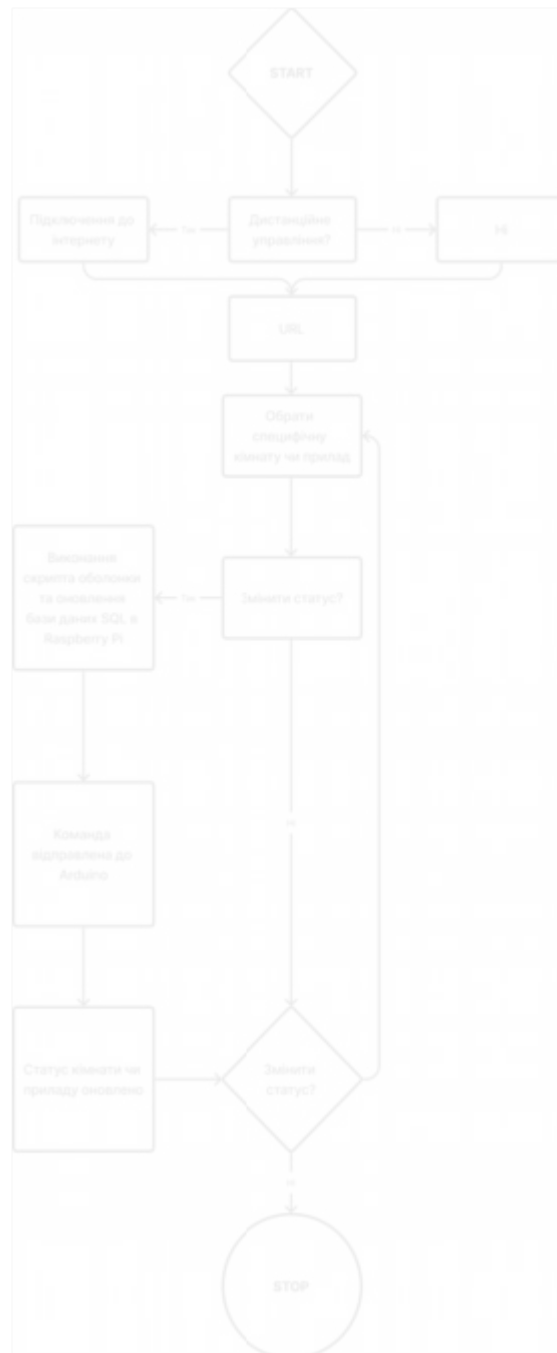 START
Підключення до
інтернету
Так
Дистанційне
управління?
Ні
Ні
URL
Обрати
специфічну
кімнату чи прилад
Виконання
скрипта оболонки
та оновлення
бази даних SQL в
Raspberry Pi
Так
Змінити статус?
Ні
Команда
відправлена до
Arduino
Статус кімнати чи
приладу оновлено
Змінити
статус?
Ні
STOP